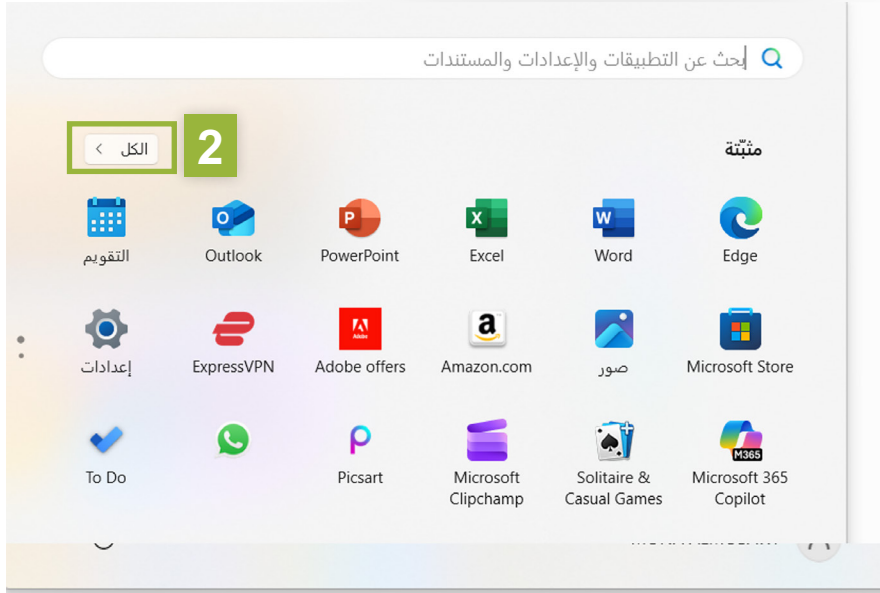 بحث عن التطبيقات والإعدادات والمستندات
مثبّتة
الكل
2
Edge
Word
Excel
PowerPoint
Outlook
التقويم
Microsoft Store
صور
Amazon.com
Adobe offers
ExpressVPN
إعدادات
Microsoft 365
Copilot
Solitaire &
Casual Games
Microsoft
Clipchamp
Picsart
To Do